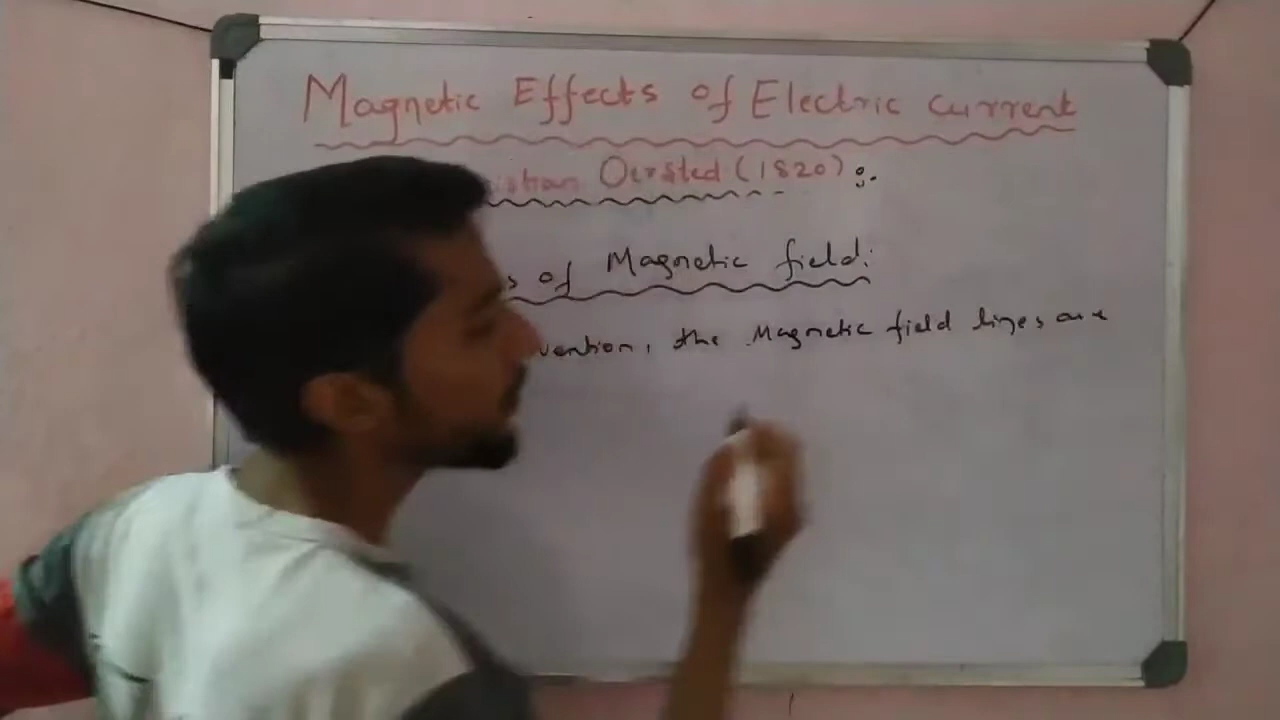 Magnetic Effects of Electric current
Oersted (1820) :-
of Magnetic field:
the Magnetic field lines are